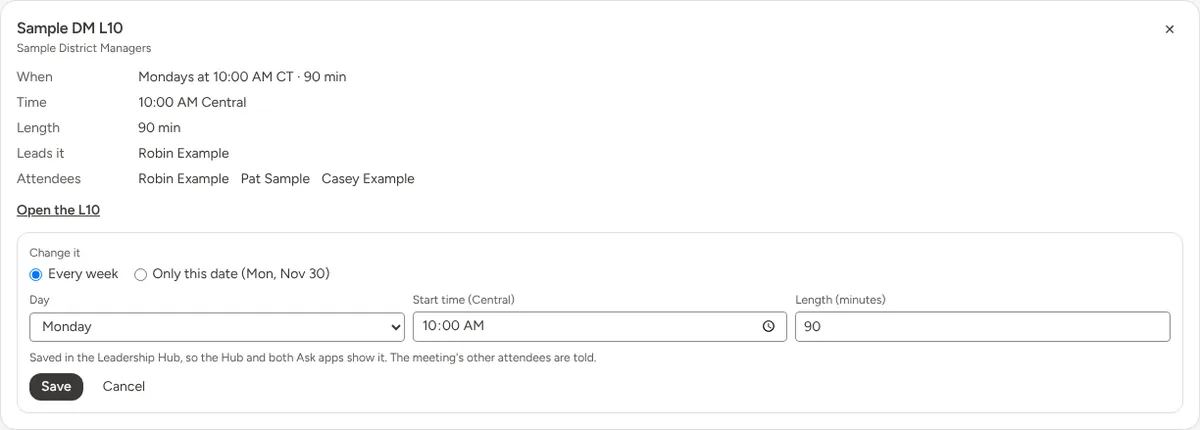 Sample DM L10
Sample District Managers
When Mondays at 10:00 AM CT · 90 min
Time 10:00 AM Central
Length 90 min
Leads it Robin Example
Attendees Robin Example Pat Sample Casey Example
Open the L10
Change it
Every week Only this date (Mon, Nov 30)
Day Start time (Central) Length (minutes)
Monday 10:00 AM 90
Saved in the Leadership Hub, so the Hub and both Ask apps show it. The meeting's other attendees are told.
Save Cancel